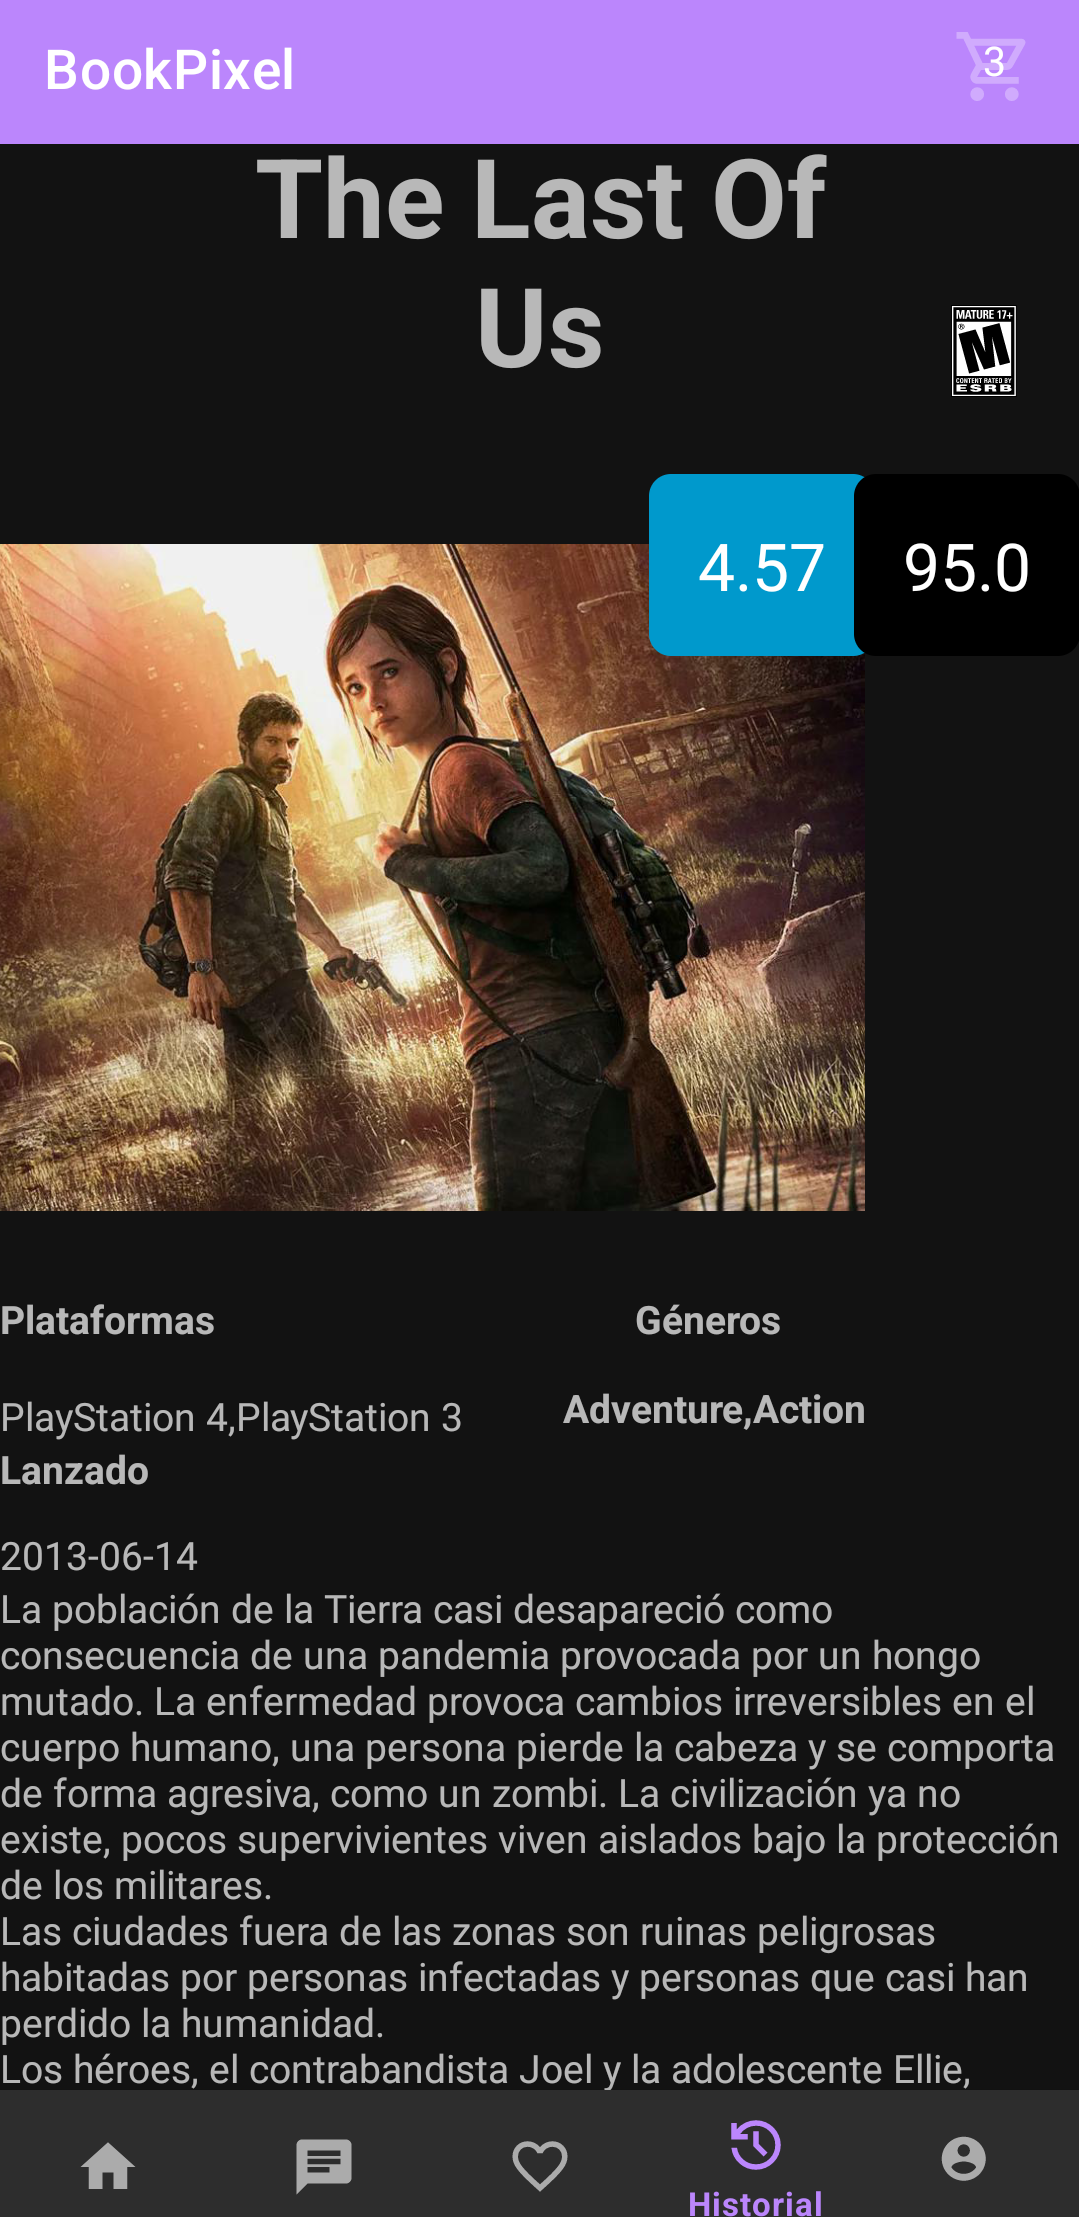 BookPixel
3
The Last Of
Us
MATURE 17+
M
®
CONTENT RATED BY
ESRB
4.57
95.0
Plataformas
Géneros
PlayStation 4,PlayStation 3
Adventure,Action
Lanzado
2013-06-14
La población de la Tierra casi desapareció como
consecuencia de una pandemia provocada por un hongo
mutado. La enfermedad provoca cambios irreversibles en el
cuerpo humano, una persona pierde la cabeza y se comporta
de forma agresiva, como un zombi. La civilización ya no
existe, pocos supervivientes viven aislados bajo la protección
de los militares.
Las ciudades fuera de las zonas son ruinas peligrosas
habitadas por personas infectadas y personas que casi han
perdido la humanidad.
Los héroes, el contrabandista Joel y la adolescente Ellie,
Historial